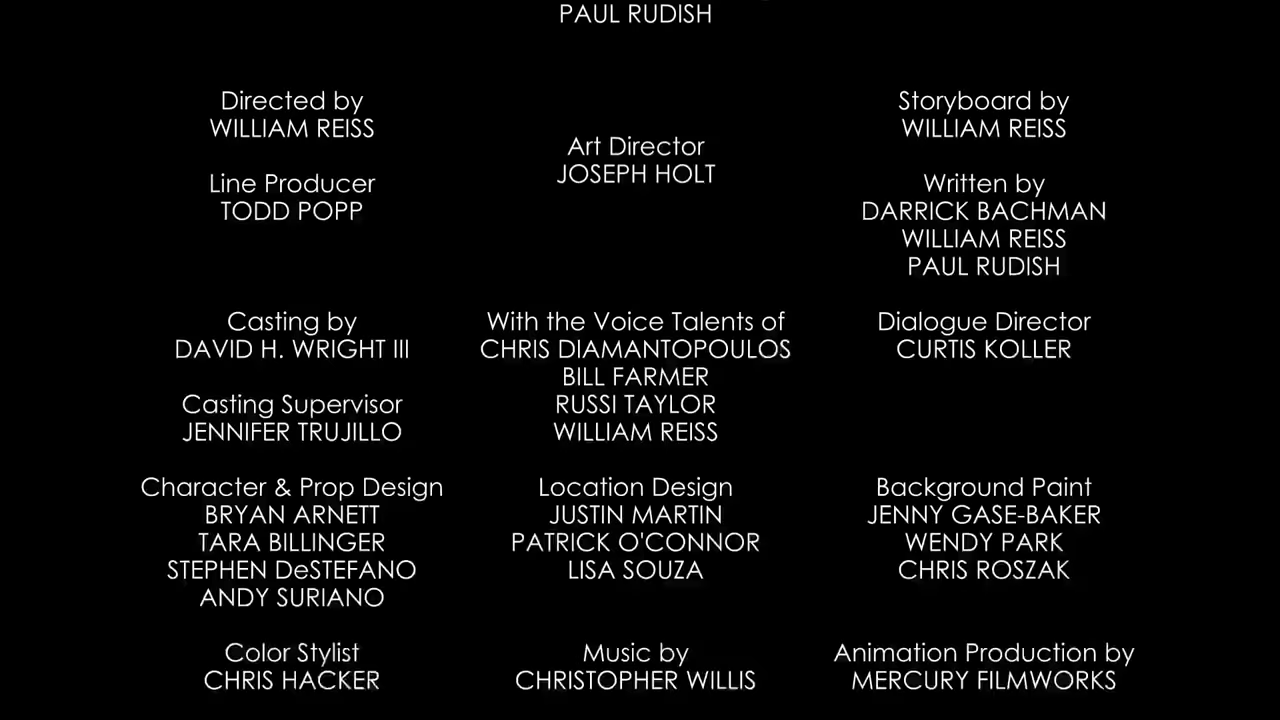 PAUL RUDISH
Directed by
WILLIAM REISS
Art Director
JOSEPH HOLT
Storyboard by
WILLIAM REISS
Line Producer
TODD POPP
Written by
DARRICK BACHMAN
WILLIAM REISS
PAUL RUDISH
Casting by
DAVID H. WRIGHT III
Casting Supervisor
JENNIFER TRUJILLO
With the Voice Talents of
CHRIS DIAMANTOPOULOS
BILL FARMER
RUSSI TAYLOR
WILLIAM REISS
Dialogue Director
CURTIS KOLLER
Character & Prop Design
BRYAN ARNETT
TARA BILLINGER
STEPHEN DeSTEFANO
ANDY SURIANO
Location Design
JUSTIN MARTIN
PATRICK O'CONNOR
LISA SOUZA
Background Paint
JENNY GASE-BAKER
WENDY PARK
CHRIS ROSZAK
Color Stylist
CHRIS HACKER
Music by
CHRISTOPHER WILLIS
Animation Production by
MERCURY FILMWORKS